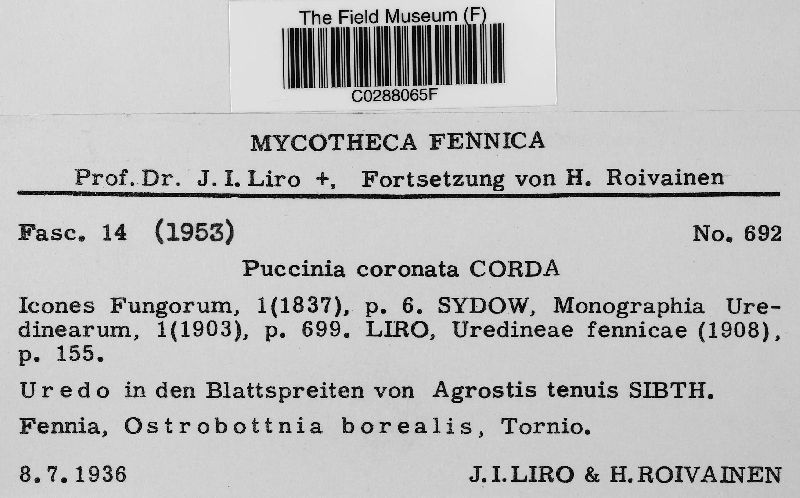 The Field Museum (F)
C0288065F
MYCOTHECA FENNICA
Prof. Dr. J. I. Liro +, Fortsetzung von H. Roivainen
Fasc. 14 (1953) No. 692
Puccinia coronata CORDA
Icones Fungorum, 1(1837), p. 6. SYDOW, Monographia Ure-
dinearum, 1(1903), p. 699. LIRO, Uredineae fennicae (1908),
p. 155.
Uredo in den Blattspreiten von Agrostis tenuis SIBTH.
Fennia, Ostrobottnia borealis, Tornio.
8.7.1936 J. I. LIRO & H. ROIVAINEN